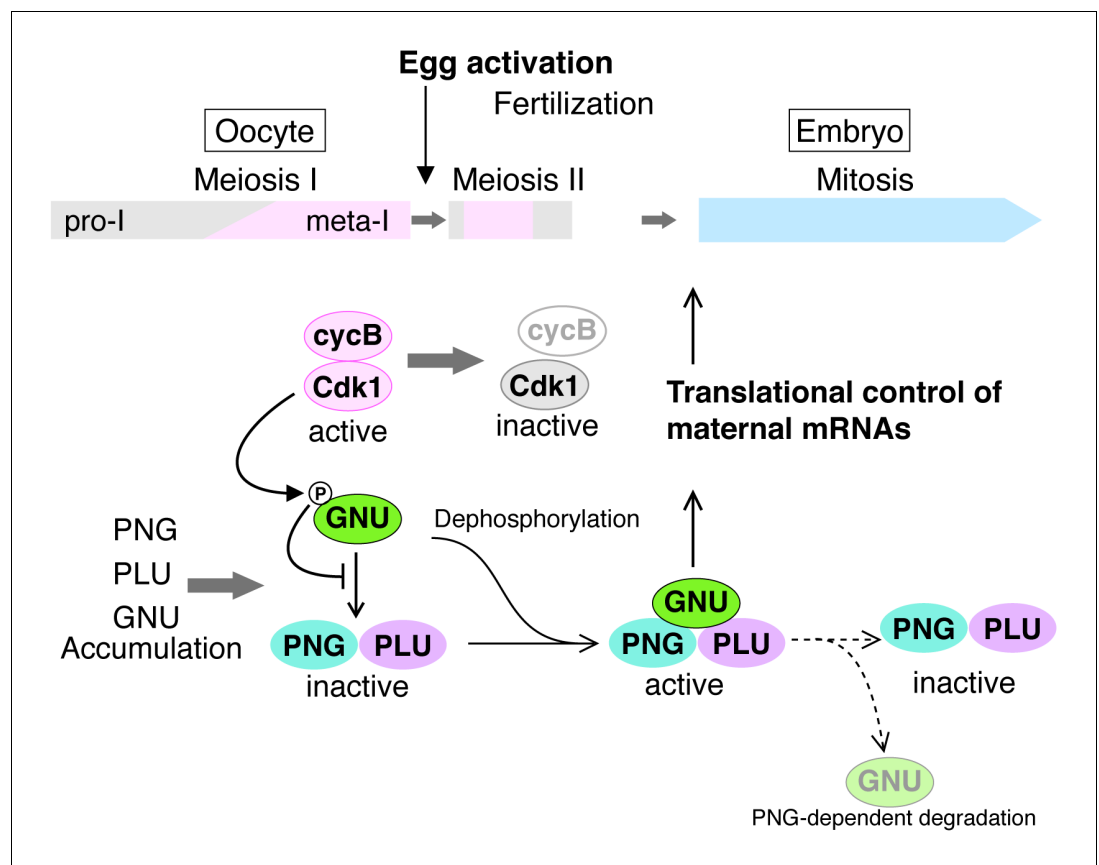 Egg activation
Fertilization
Oocyte
Embryo
Meiosis I
Meiosis II
Mitosis
pro-I
meta-I
cycB
Cdk1
active
cycB
Cdk1
inactive
Translational control of
maternal mRNAs
P
GNU
Dephosphorylation
PNG
PLU
GNU
Accumulation
PNG
PLU
inactive
GNU
PNG
PLU
active
PNG
PLU
inactive
GNU
PNG-dependent degradation